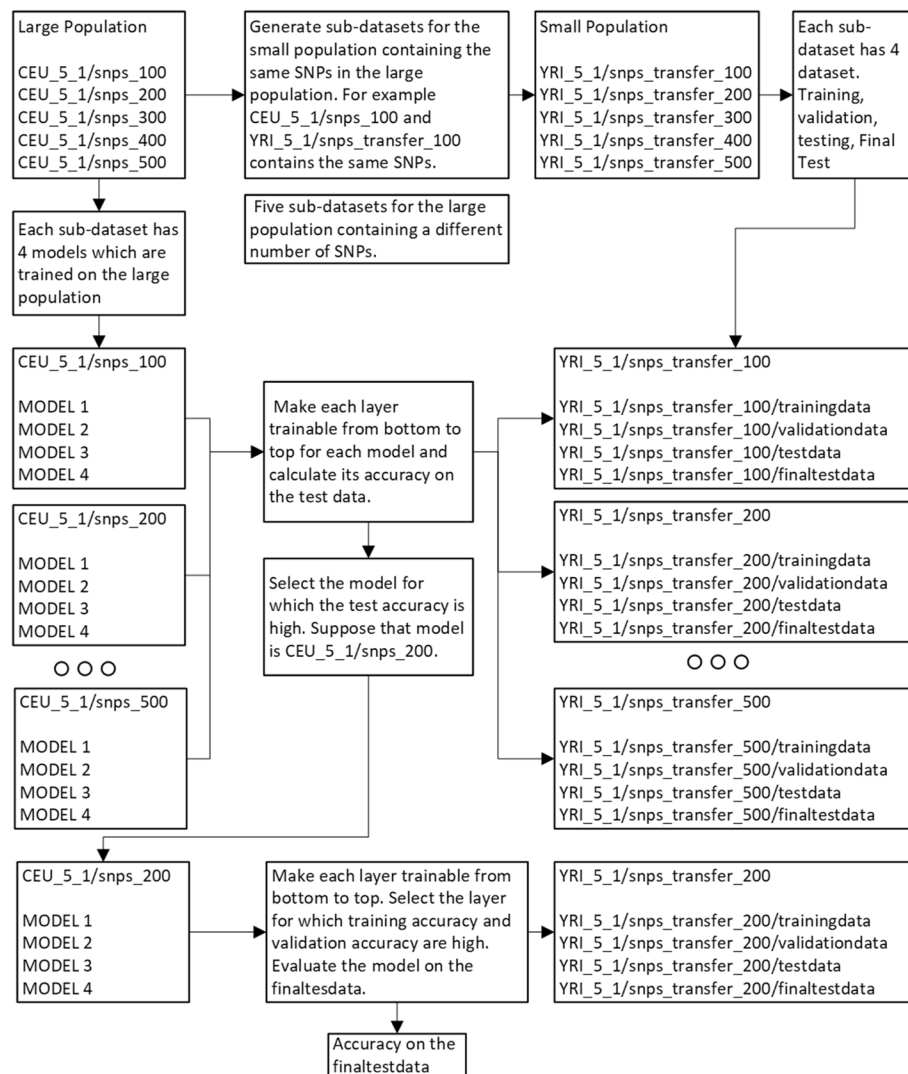 Large Population
CEU_5_1/snps_100
CEU_5_1/snps_200
CEU_5_1/snps_300
CEU_5_1/snps_400
CEU_5_1/snps_500
Generate sub-datasets for the
small population containing the
same SNPs in the large
population. For example
CEU_5_1/snps_100 and
YRI_5_1/snps_transfer_100
contains the same SNPs.
Small Population
YRI_5_1/snps_transfer_100
YRI_5_1/snps_transfer_200
YRI_5_1/snps_transfer_300
YRI_5_1/snps_transfer_400
YRI_5_1/snps_transfer_500
Each sub-
dataset has 4
dataset.
Training,
validation,
testing, Final
Test
Five sub-datasets for the large
population containing a different
number of SNPs.
Each sub-dataset has
4 models which are
trained on the large
population
CEU_5_1/snps_100
MODEL 1
MODEL 2
MODEL 3
MODEL 4
CEU_5_1/snps_200
MODEL 1
MODEL 2
MODEL 3
MODEL 4
CEU_5_1/snps_500
MODEL 1
MODEL 2
MODEL 3
MODEL 4
Make each layer
trainable from bottom to
top for each model and
calculate its accuracy on
the test data.
Select the model for
which the test accuracy is
high. Suppose that model
is CEU_5_1/snps_200.
YRI_5_1/snps_transfer_100
YRI_5_1/snps_transfer_100/trainingdata
YRI_5_1/snps_transfer_100/validationdata
YRI_5_1/snps_transfer_100/testdata
YRI_5_1/snps_transfer_100/finaltestdata
YRI_5_1/snps_transfer_200
YRI_5_1/snps_transfer_200/trainingdata
YRI_5_1/snps_transfer_200/validationdata
YRI_5_1/snps_transfer_200/testdata
YRI_5_1/snps_transfer_200/finaltestdata
YRI_5_1/snps_transfer_500
YRI_5_1/snps_transfer_500/trainingdata
YRI_5_1/snps_transfer_500/validationdata
YRI_5_1/snps_transfer_500/testdata
YRI_5_1/snps_transfer_500/finaltestdata
CEU_5_1/snps_200
MODEL 1
MODEL 2
MODEL 3
MODEL 4
Make each layer trainable from
bottom to top. Select the layer
for which training accuracy and
validation accuracy are high.
Evaluate the model on the
finaltesdata.
YRI_5_1/snps_transfer_200
YRI_5_1/snps_transfer_200/trainingdata
YRI_5_1/snps_transfer_200/validationdata
YRI_5_1/snps_transfer_200/testdata
YRI_5_1/snps_transfer_200/finaltestdata
Accuracy on the
finaltestdata